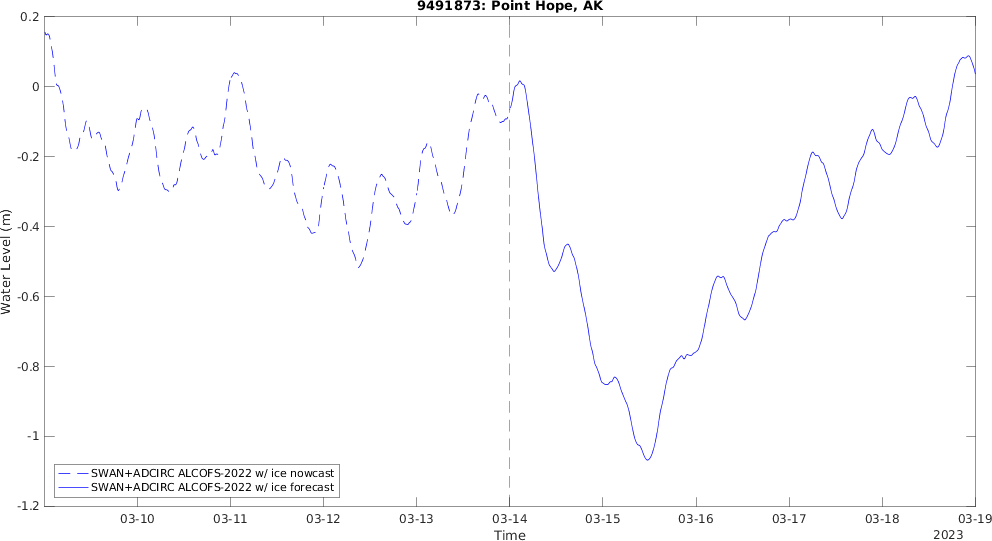 9491873: Point Hope, AK
0.2
0
-0.2
-0.4
-0.6
-0.8
-1
-1.2
Water Level (m)
SWAN+ADCIRC ALCOFS-2022 w/ ice nowcast
SWAN+ADCIRC ALCOFS-2022 w/ ice forecast
03-10 03-11 03-12 03-13 03-14 03-15 03-16 03-17 03-18 03-19
Time
2023